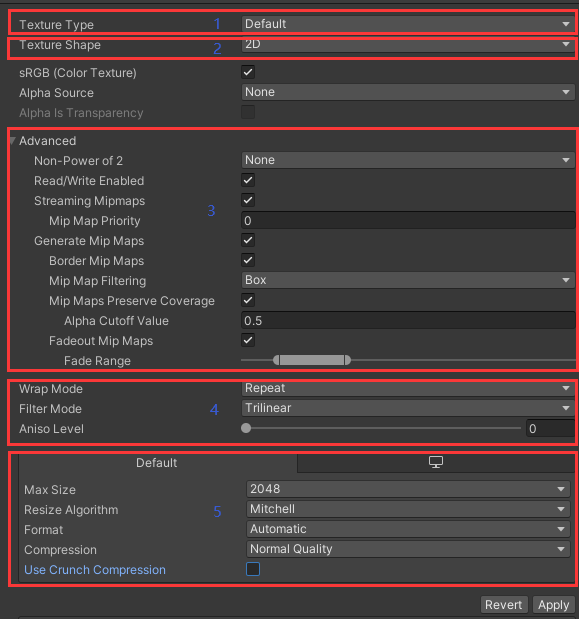 Texture Type 1 Default
Texture Shape 2 2D
sRGB (Color Texture)
Alpha Source None
Alpha Is Transparency
Advanced
Non-Power of 2 None
Read/Write Enabled
Streaming Mipmaps
3
Mip Map Priority 0
Generate Mip Maps
Border Mip Maps
Mip Map Filtering Box
Mip Maps Preserve Coverage
Alpha Cutoff Value 0.5
Fadeout Mip Maps
Fade Range
Wrap Mode Repeat
Filter Mode 4 Trilinear
Aniso Level 0
Default
Max Size 2048
Resize Algorithm 5 Mitchell
Format Automatic
Compression Normal Quality
Use Crunch Compression
Revert Apply